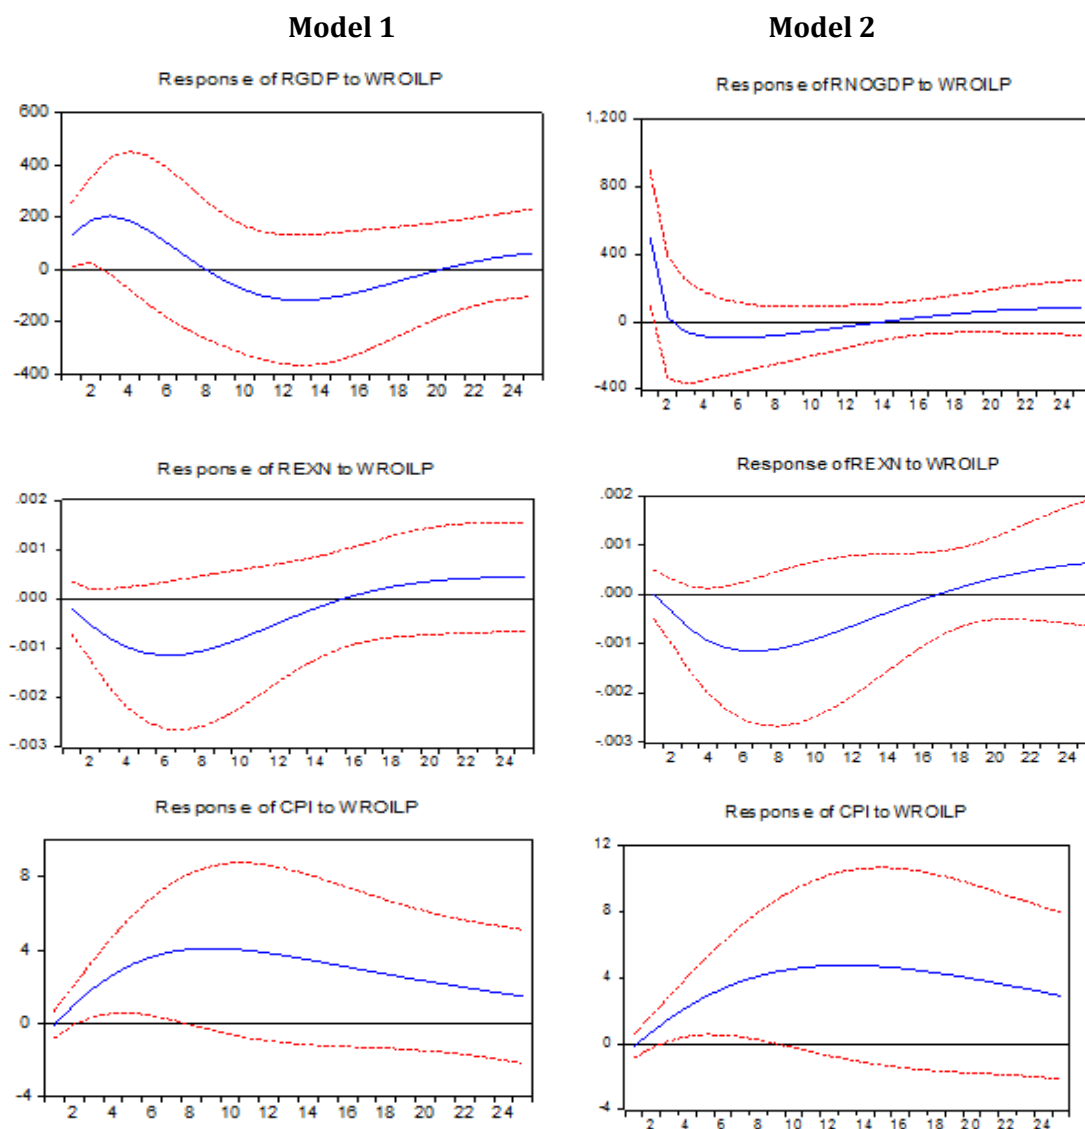 Model 1 Model 2
Response of RGDP to WROILP
600
400
200
0
-200
-400
2 4 6 8 10 12 14 16 18 20 22 24
Response of RNOGDP to WROILP
1,200
800
400
0
-400
2 4 6 8 10 12 14 16 18 20 22 24
Response of REXN to WROILP
.002
.001
.000
-.001
-.002
-.003
2 4 6 8 10 12 14 16 18 20 22 24
Response of REXN to WROILP
.002
.001
.000
-.001
-.002
-.003
2 4 6 8 10 12 14 16 18 20 22 24
Response of CPI to WROILP
8
4
0
-4
2 4 6 8 10 12 14 16 18 20 22 24
Response of CPI to WROILP
12
8
4
0
-4
2 4 6 8 10 12 14 16 18 20 22 24